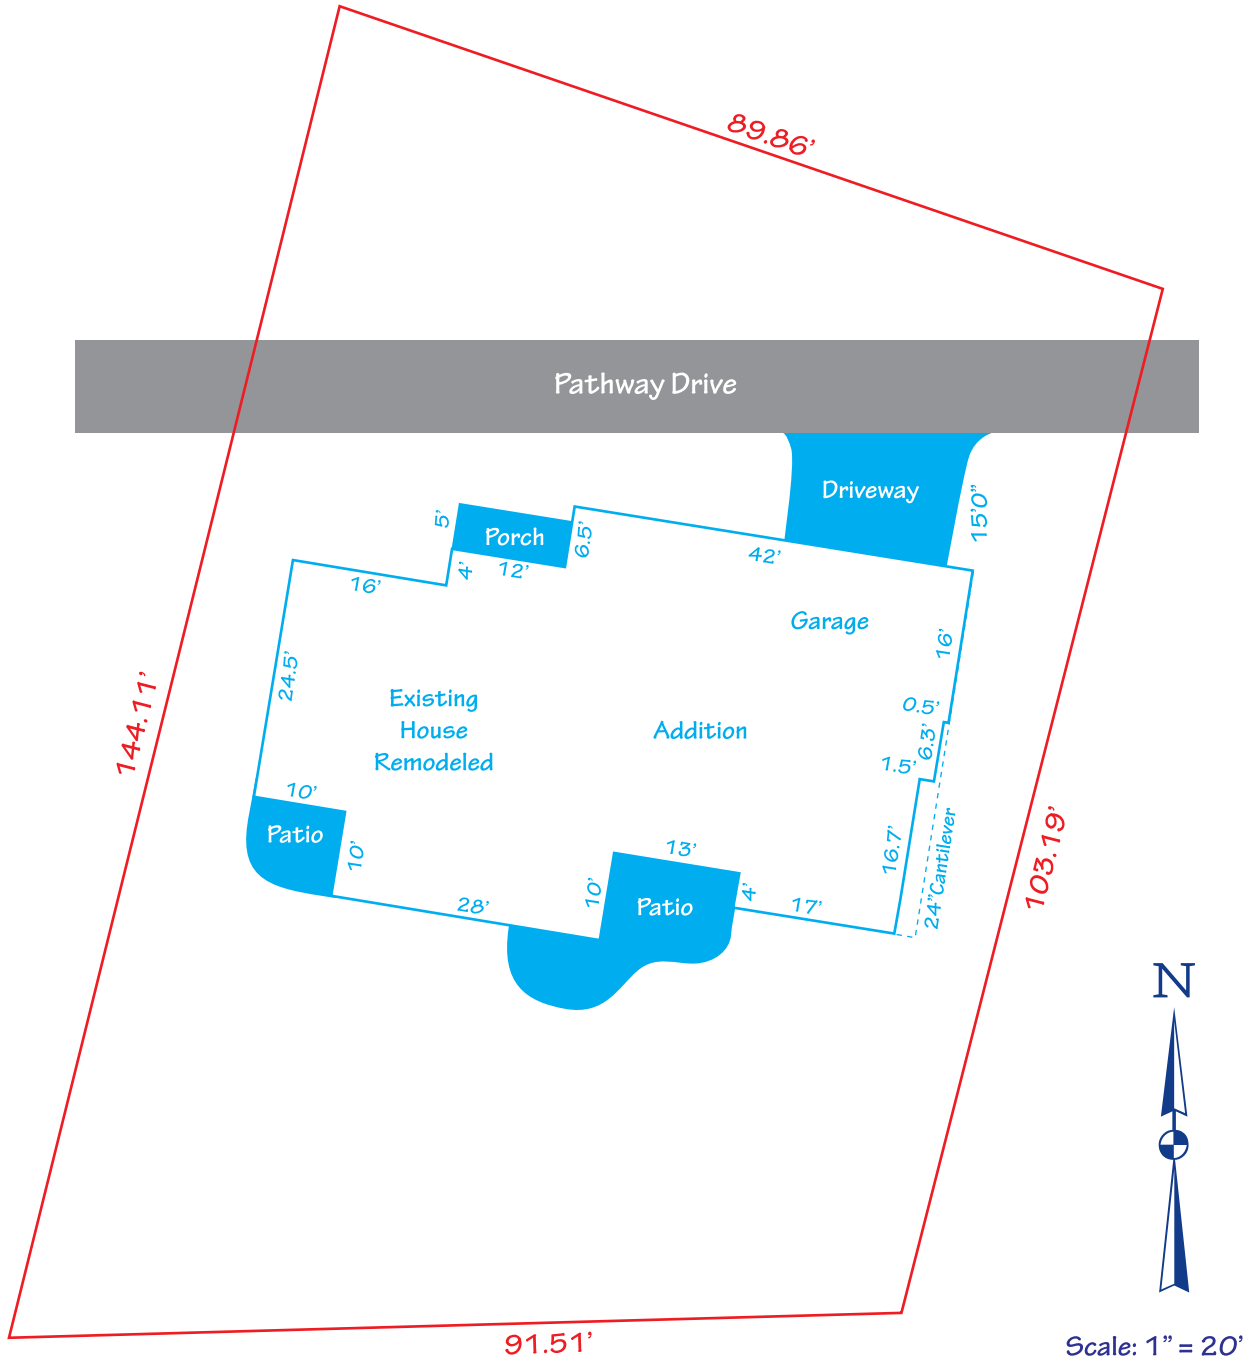 89.86’
Pathway Drive
Driveway
15’0”
5’
Porch
6.5’
42’
4’
12’
16’
Garage
16’
24.5’
Existing
House
Remodeled
Addition
0.5’
6.3’
1.5’
144.11’
10’
Patio
10’
13’
16.7’
24”Cantilever
103.19’
28’
10’
Patio
4’
17’
N
91.51’
Scale: 1” = 20’